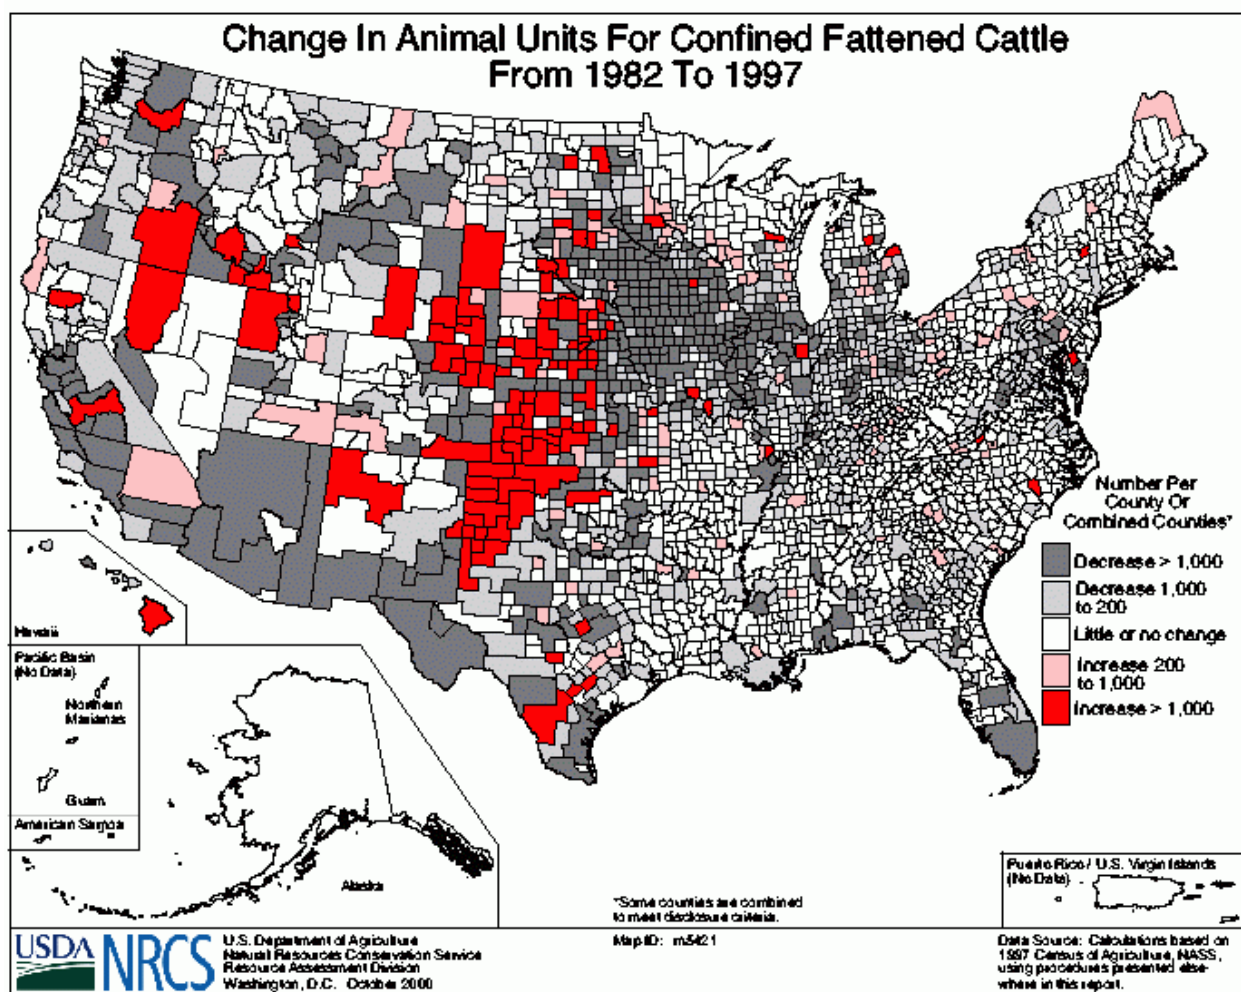 Change In Animal Units For Confined Fattened Cattle
From 1982 To 1997
Number Per
County Or
Combined Counties*
Decrease > 1,000
Decrease 1,000
to 200
Little or no change
Increase 200
to 1,000
Increase > 1,000
Hawaii
Pacific Basin
(No Data)
Northern
Marianas
Guam
American Samoa
Alaska
Puerto Rico / U.S. Virgin Islands
(No Data)
*Some counties are combined
to meet disclosure criteria.
USDA
NRCS
U.S. Department of Agriculture
Natural Resources Conservation Service
Resource Assessment Division
Washington, D.C. October 2000
Map ID: m5421
Data Source: Calculations based on
1997 Census of Agriculture, NASS,
using procedures presented else-
where in this report.